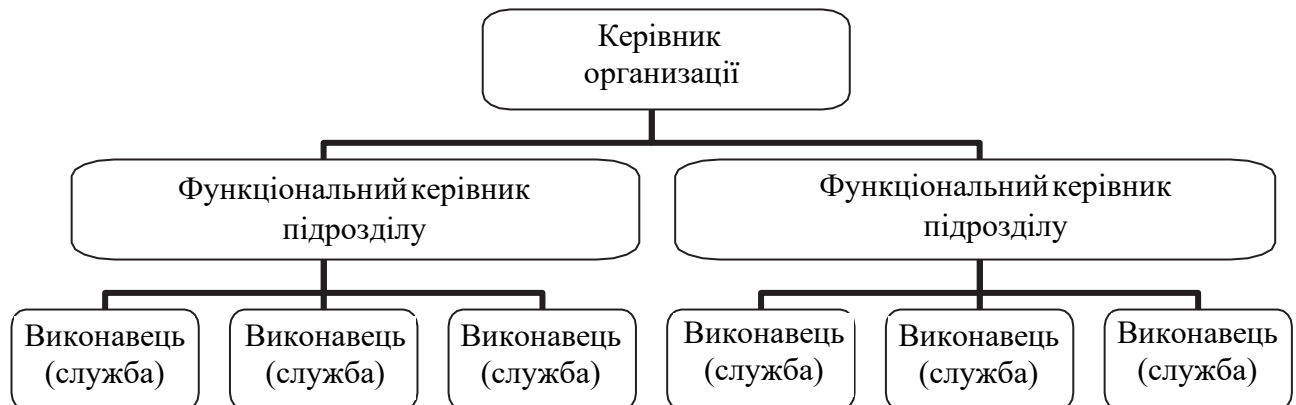 Керівник
организації
Функціональний керівник
підрозділу
Функціональний керівник
підрозділу
Виконавець
(служба)
Виконавець
(служба)
Виконавець
(служба)
Виконавець
(служба)
Виконавець
(служба)
Виконавець
(служба)